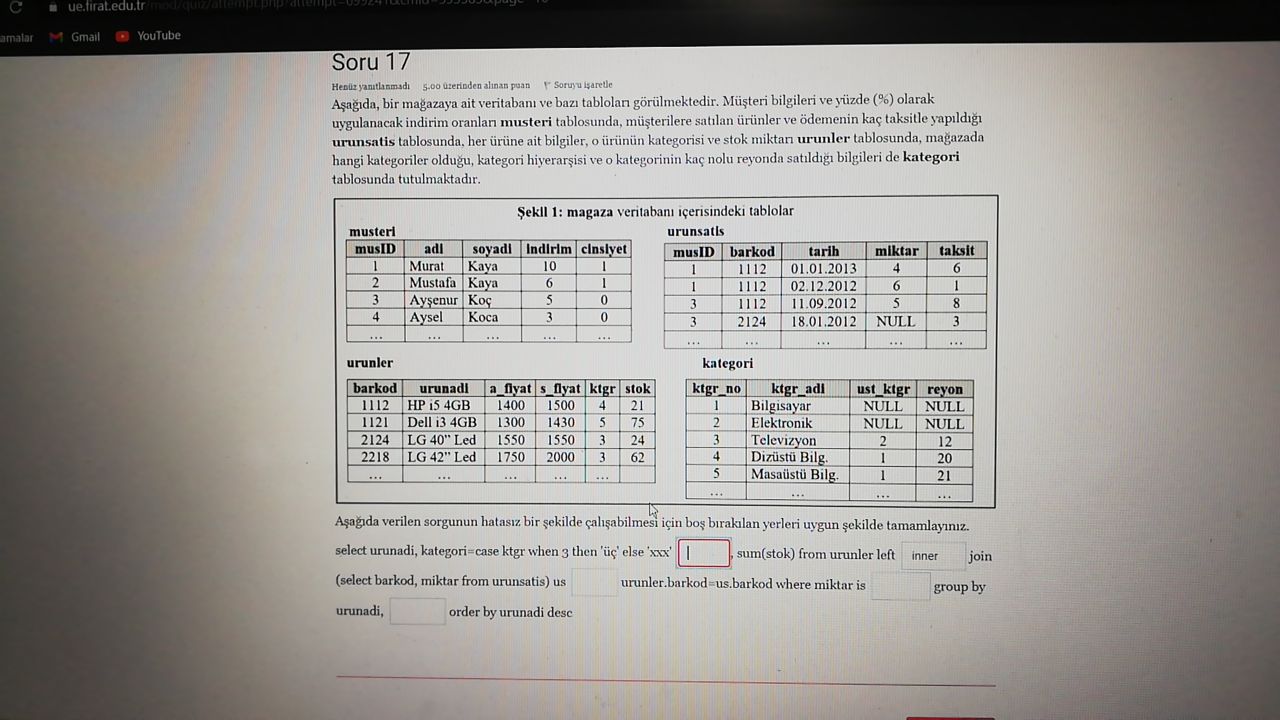 ue.firat.edu.tr/mod/quiz/attempt.php
amalar Gmail YouTube
Soru 17
Henüz yanıtlanmadı 5,00 üzerinden alınan puan Soruyu işaretle
Aşağıda, bir mağazaya ait veritabanı ve bazı tabloları görülmektedir. Müşteri bilgileri ve yüzde (%) olarak
uygulanacak indirim oranları musteri tablosunda, müşterilere satılan ürünler ve ödemenin kaç taksitle yapıldığı
urunsatis tablosunda, her ürüne ait bilgiler, o ürünün kategorisi ve stok miktarı urunler tablosunda, mağazada
hangi kategoriler olduğu, kategori hiyerarşisi ve o kategorinin kaç nolu reyonda satıldığı bilgileri de kategori
tablosunda tutulmaktadır.
Şekil 1: magaza veritabanı içerisindeki tablolar
musteri
musID adi soyadi indirim cinsiyet
1 Murat Kaya 10 1
2 Mustafa Kaya 6 1
3 Ayşenur Koç 5 0
4 Aysel Koca 3 0
... ... ... ... ...
urunsatis
musID barkod tarih miktar taksit
1 1112 01.01.2013 4 6
1 1112 02.12.2012 6 1
3 1112 11.09.2012 5 8
3 2124 18.01.2012 NULL 3
... ... ... ... ...
urunler
barkod urunadi a_fiyat s_fiyat ktgr stok
1112 HP i5 4GB 1400 1500 4 21
1121 Dell i3 4GB 1300 1430 5 75
2124 LG 40" Led 1550 1550 3 24
2218 LG 42" Led 1750 2000 3 62
... ... ... ... ...
kategori
ktgr_no ktgr_adi ust_ktgr reyon
1 Bilgisayar NULL NULL
2 Elektronik NULL NULL
3 Televizyon 2 12
4 Dizüstü Bilg. 1 20
5 Masaüstü Bilg. 1 21
... ... ... ...
Aşağıda verilen sorgunun hatasız bir şekilde çalışabilmesi için boş bırakılan yerleri uygun şekilde tamamlayınız.
select urunadi, kategori=case ktgr when 3 then 'üç' else 'xxx' , sum(stok) from urunler left inner join
(select barkod, miktar from urunsatis) us urunler.barkod=us.barkod where miktar is group by
urunadi, order by urunadi desc